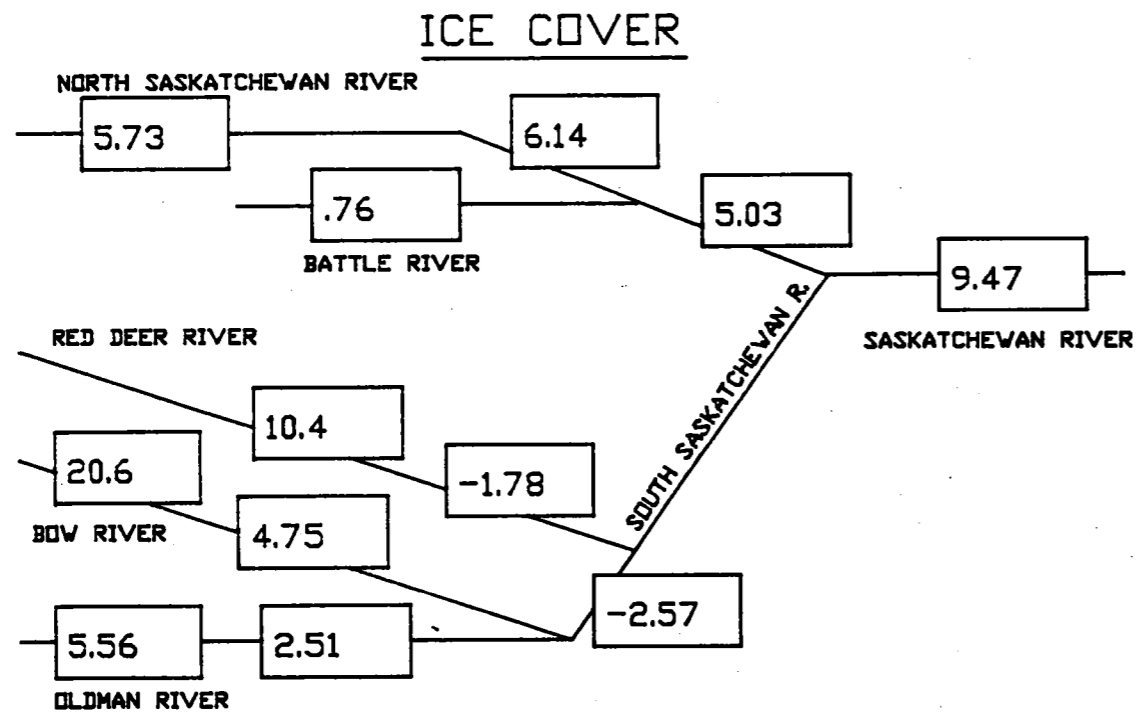 ICE COVER
NORTH SASKATCHEWAN RIVER
5.73
6.14
.76
5.03
BATTLE RIVER
9.47
SASKATCHEWAN RIVER
SOUTH SASKATCHEWAN R.
RED DEER RIVER
10.4
20.6
-1.78
BOW RIVER
4.75
-2.57
5.56
2.51
OLDMAN RIVER